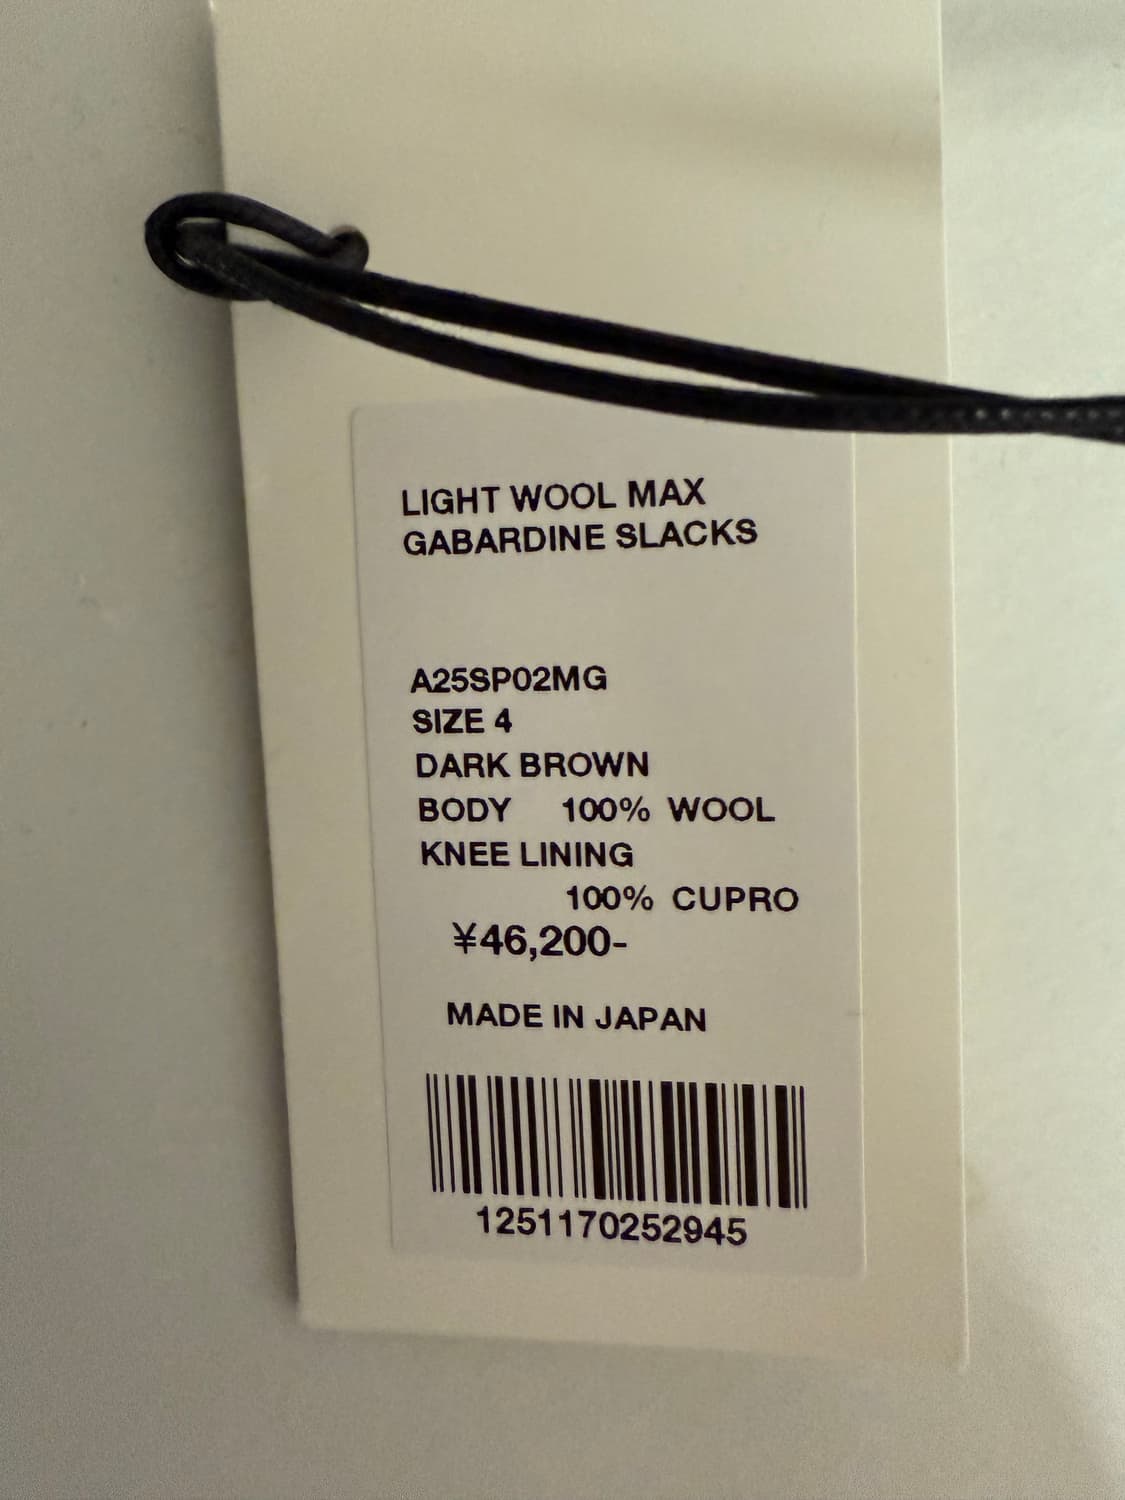 LIGHT WOOL MAX
GABARDINE SLACKS
A25SP02MG
SIZE 4
DARK BROWN
BODY 100% WOOL
KNEE LINING
100% CUPRO
¥46,200-
MADE IN JAPAN
1251170252945